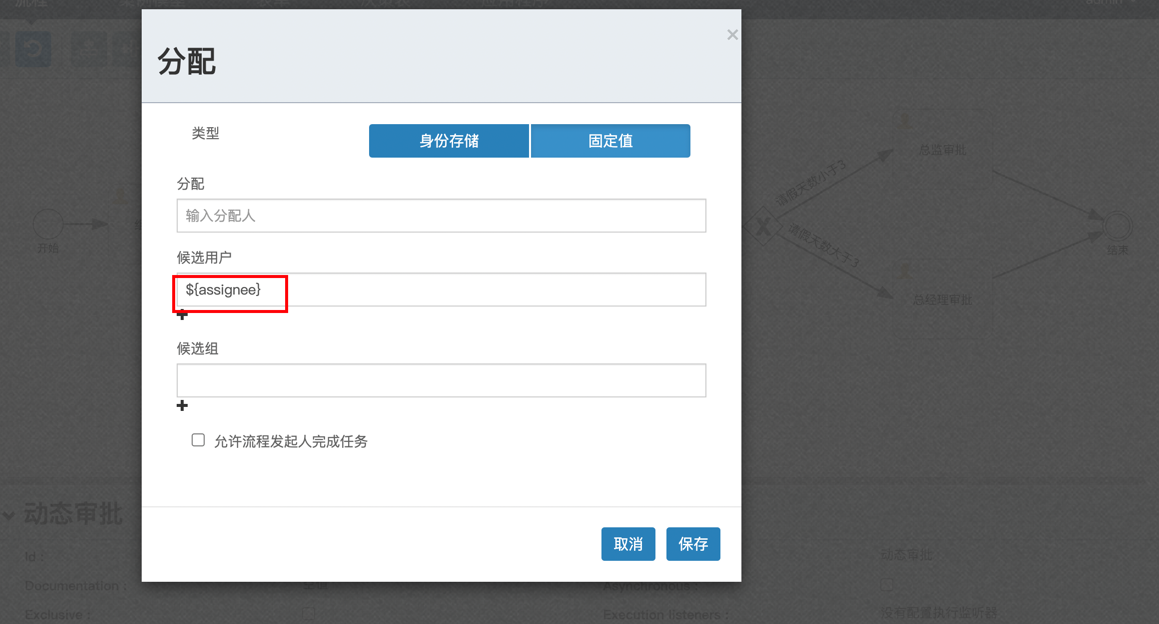 流程
admin
分配
×
类型
身份存储
固定值
分配
输入分配人
候选用户
${assignee}
候选组
允许流程发起人完成任务
取消
保存
开始
请假天数小于3
总监审批
请假天数大于3
总经理审批
结束
动态审批
Id :
动态审批
Documentation :
Asynchronous :
Exclusive :
Execution listeners :
没有配置执行监听器